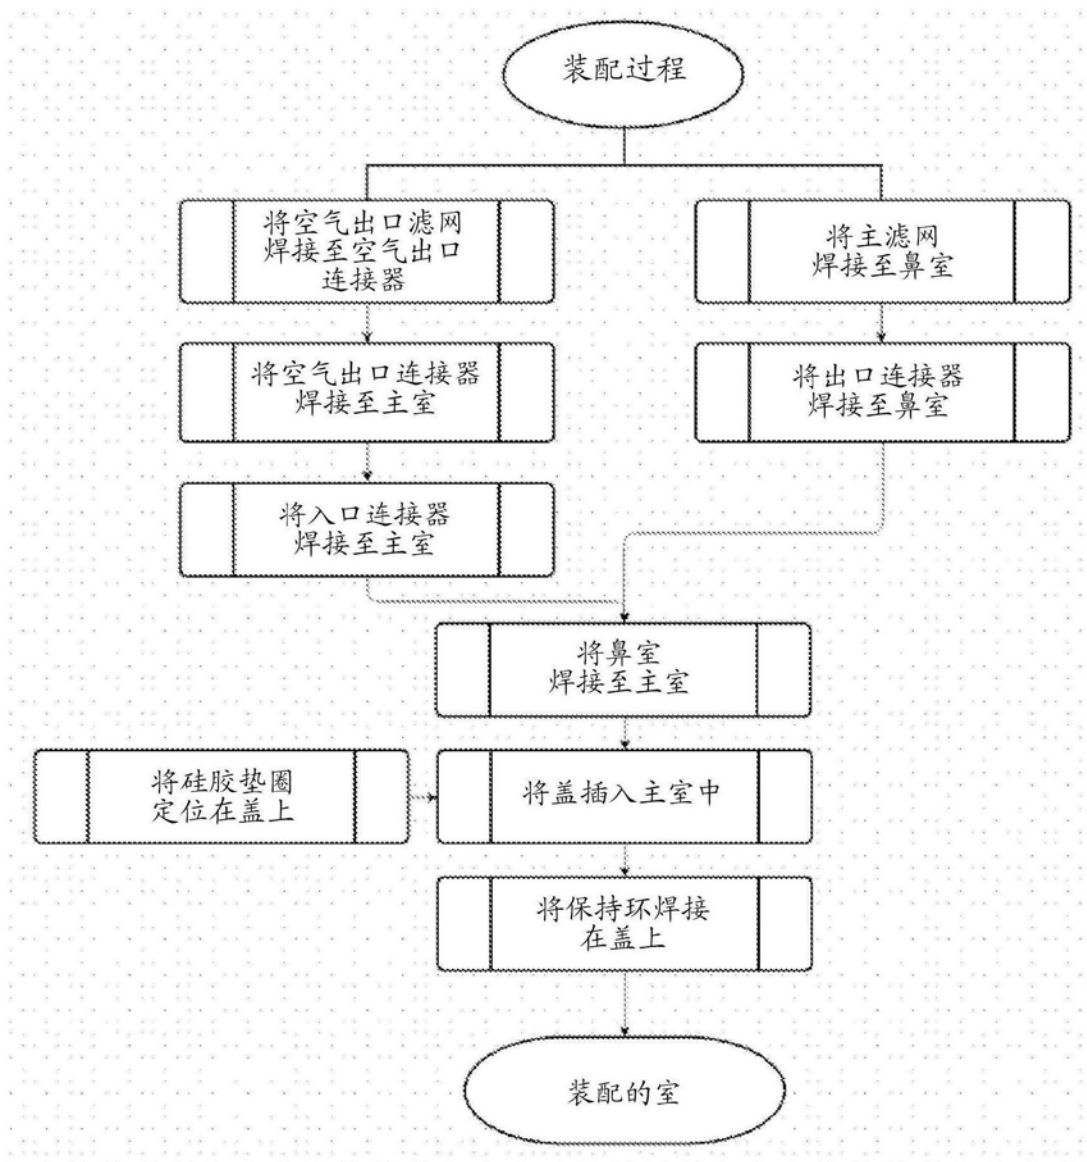 装配过程
将空气出口滤网
焊接至空气出口
连接器
将主滤网
焊接至鼻室
将空气出口连接器
焊接至主室
将出口连接器
焊接至鼻室
将入口连接器
焊接至主室
将鼻室
焊接至主室
将硅胶垫圈
定位在盖上
将盖插入主室中
将保持环焊接
在盖上
装配的室